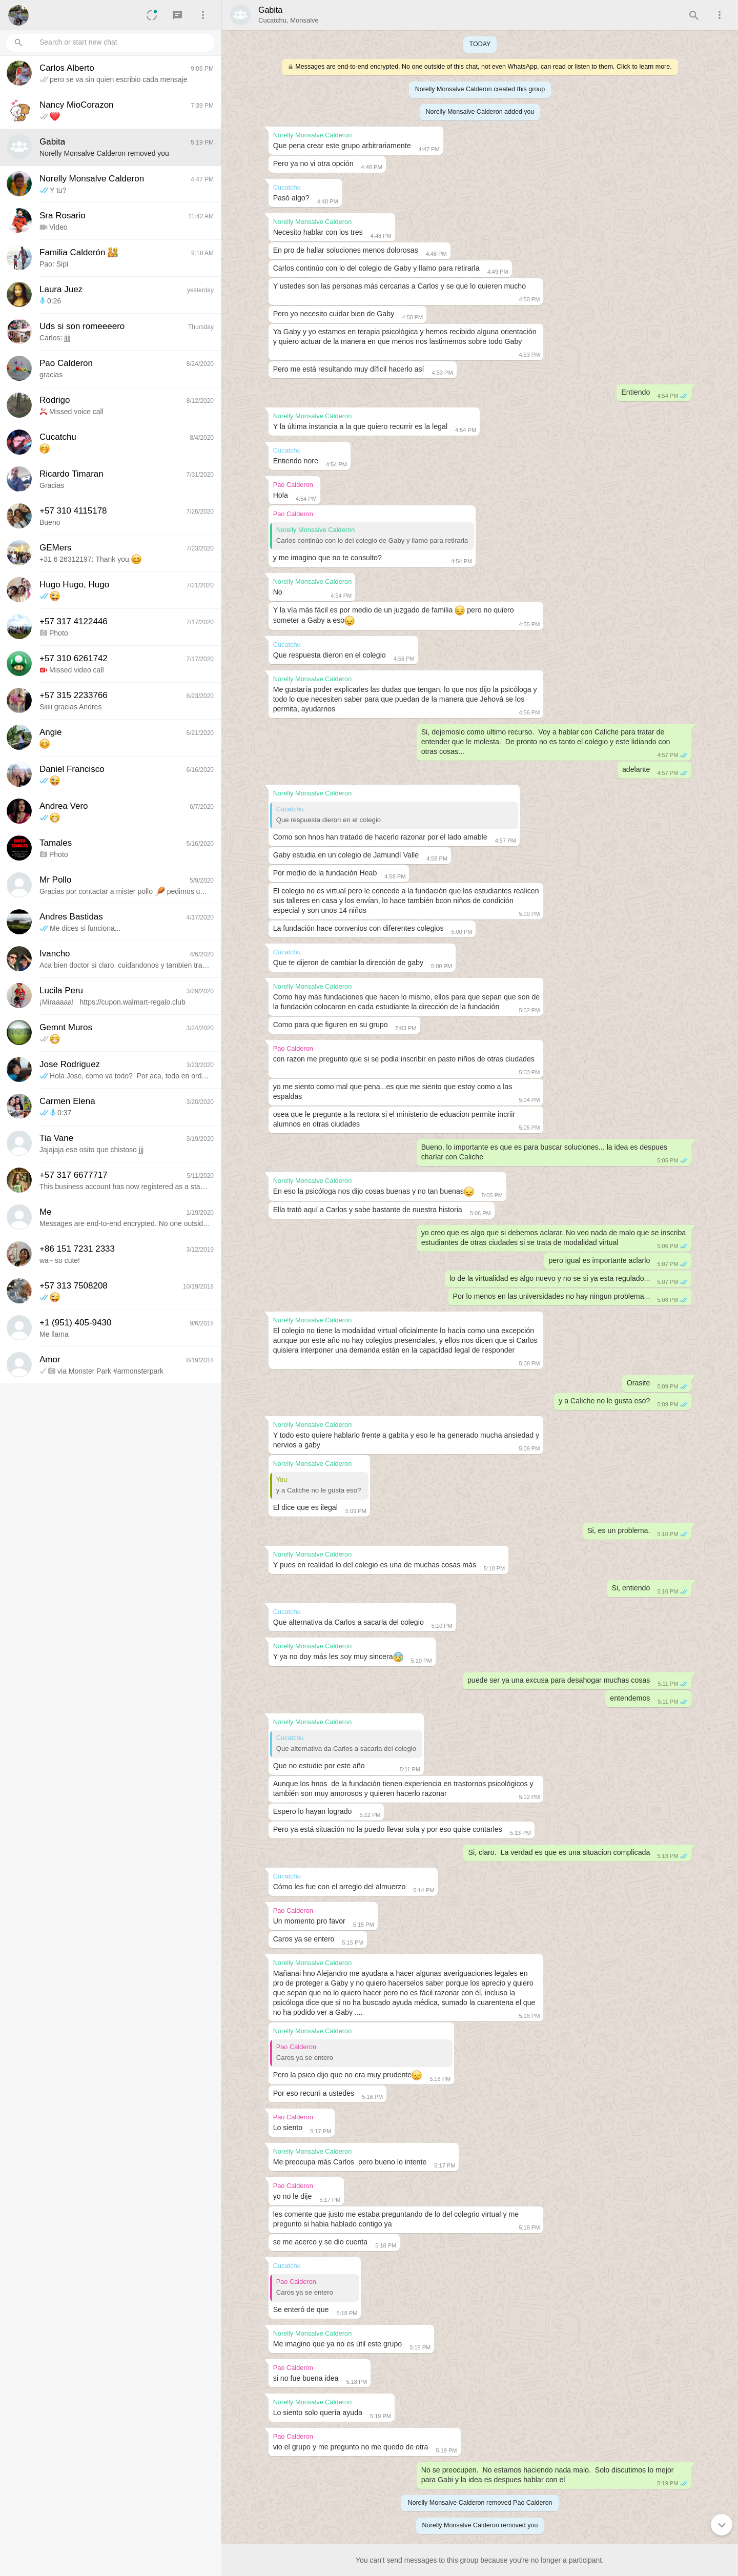 Search or start new chat
Carlos Alberto
9:06 PM
pero se va sin quien escribio cada mensaje
Nancy MioCorazon
7:39 PM
Gabita
5:19 PM
Norelly Monsalve Calderon removed you
Norelly Monsalve Calderon
4:47 PM
Y tu?
Sra Rosario
11:42 AM
Video
Familia Calderón
9:18 AM
Pao: Sipi
Laura Juez
yesterday
0:26
Uds si son romeeeero
Thursday
Carlos: jjjj
Pao Calderon
8/24/2020
gracias
Rodrigo
8/12/2020
Missed voice call
Cucatchu
8/4/2020
Ricardo Timaran
7/31/2020
Gracias
+57 310 4115178
7/26/2020
Bueno
GEMers
7/23/2020
+31 6 26312197: Thank you
Hugo Hugo, Hugo
7/21/2020
+57 317 4122446
7/17/2020
Photo
+57 310 6261742
7/17/2020
Missed video call
+57 315 2233766
6/23/2020
Siiiii gracias Andres
Angie
6/21/2020
Daniel Francisco
6/16/2020
Andrea Vero
6/7/2020
Tamales
5/16/2020
Photo
Mr Pollo
5/9/2020
Gracias por contactar a mister pollo pedimos u…
Andres Bastidas
4/17/2020
Me dices si funciona...
Ivancho
4/6/2020
Aca bien doctor si claro, cuidandonos y tambien tra…
Lucila Peru
3/29/2020
¡Miraaaaa! https://cupon.walmart-regalo.club
Gemnt Muros
3/24/2020
Jose Rodriguez
3/23/2020
Hola Jose, como va todo? Por aca, todo en ord…
Carmen Elena
3/20/2020
0:37
Tia Vane
3/19/2020
Jajajaja ese osito que chistoso jjj
+57 317 6677717
5/11/2020
This business account has now registered as a sta…
Me
1/19/2020
Messages are end-to-end encrypted. No one outsid…
+86 151 7231 2333
3/12/2019
wa~ so cute!
+57 313 7508208
10/19/2018
+1 (951) 405-9430
9/6/2018
Me llama
Amor
8/19/2018
via Monster Park #armonsterpark
Gabita
Cucatchu, Monsalve
TODAY
Messages are end-to-end encrypted. No one outside of this chat, not even WhatsApp, can read or listen to them. Click to learn more.
Norelly Monsalve Calderon created this group
Norelly Monsalve Calderon added you
Norelly Monsalve Calderon
Que pena crear este grupo arbitrariamente 4:47 PM
Pero ya no vi otra opción 4:48 PM
Cucatchu
Pasó algo? 4:48 PM
Norelly Monsalve Calderon
Necesito hablar con los tres 4:48 PM
En pro de hallar soluciones menos dolorosas 4:48 PM
Carlos continúo con lo del colegio de Gaby y llamo para retirarla 4:49 PM
Y ustedes son las personas más cercanas a Carlos y se que lo quieren mucho
4:50 PM
Pero yo necesito cuidar bien de Gaby 4:50 PM
Ya Gaby y yo estamos en terapia psicológica y hemos recibido alguna orientación
y quiero actuar de la manera en que menos nos lastimemos sobre todo Gaby
4:53 PM
Pero me está resultando muy difícil hacerlo así 4:53 PM
Entiendo 4:54 PM
Norelly Monsalve Calderon
Y la última instancia a la que quiero recurrir es la legal 4:54 PM
Cucatchu
Entiendo nore 4:54 PM
Pao Calderon
Hola 4:54 PM
Pao Calderon
Norelly Monsalve Calderon
Carlos continúo con lo del colegio de Gaby y llamo para retirarla
y me imagino que no te consulto? 4:54 PM
Norelly Monsalve Calderon
No 4:54 PM
Y la vía más fácil es por medio de un juzgado de familia pero no quiero
someter a Gaby a eso 4:55 PM
Cucatchu
Que respuesta dieron en el colegio 4:56 PM
Norelly Monsalve Calderon
Me gustaría poder explicarles las dudas que tengan, lo que nos dijo la psicóloga y
todo lo que necesiten saber para que puedan de la manera que Jehová se los
permita, ayudarnos 4:56 PM
Si, dejemoslo como ultimo recurso. Voy a hablar con Caliche para tratar de
entender que le molesta. De pronto no es tanto el colegio y este lidiando con
otras cosas... 4:57 PM
adelante 4:57 PM
Norelly Monsalve Calderon
Cucatchu
Que respuesta dieron en el colegio
Como son hnos han tratado de hacerlo razonar por el lado amable 4:57 PM
Gaby estudia en un colegio de Jamundí Valle 4:58 PM
Por medio de la fundación Heab 4:58 PM
El colegio no es virtual pero le concede a la fundación que los estudiantes realicen
sus talleres en casa y los envían, lo hace también bcon niños de condición
especial y son unos 14 niños 5:00 PM
La fundación hace convenios con diferentes colegios 5:00 PM
Cucatchu
Que te dijeron de cambiar la dirección de gaby 5:00 PM
Norelly Monsalve Calderon
Como hay más fundaciones que hacen lo mismo, ellos para que sepan que son de
la fundación colocaron en cada estudiante la dirección de la fundación 5:02 PM
Como para que figuren en su grupo 5:03 PM
Pao Calderon
con razon me pregunto que si se podia inscribir en pasto niños de otras ciudades
5:03 PM
yo me siento como mal que pena...es que me siento que estoy como a las
espaldas 5:04 PM
osea que le pregunte a la rectora si el ministerio de eduacion permite incriir
alumnos en otras ciudades 5:05 PM
Bueno, lo importante es que es para buscar soluciones... la idea es despues
charlar con Caliche 5:05 PM
Norelly Monsalve Calderon
En eso la psicóloga nos dijo cosas buenas y no tan buenas 5:05 PM
Ella trató aquí a Carlos y sabe bastante de nuestra historia 5:06 PM
yo creo que es algo que si debemos aclarar. No veo nada de malo que se inscriba
estudiantes de otras ciudades si se trata de modalidad virtual 5:06 PM
pero igual es importante aclarlo 5:07 PM
lo de la virtualidad es algo nuevo y no se si ya esta regulado... 5:07 PM
Por lo menos en las universidades no hay ningun problema... 5:08 PM
Norelly Monsalve Calderon
El colegio no tiene la modalidad virtual oficialmente lo hacía como una excepción
aunque por este año no hay colegios presenciales, y ellos nos dicen que si Carlos
quisiera interponer una demanda están en la capacidad legal de responder
5:08 PM
Orasite 5:09 PM
y a Caliche no le gusta eso? 5:09 PM
Norelly Monsalve Calderon
Y todo esto quiere hablarlo frente a gabita y eso le ha generado mucha ansiedad y
nervios a gaby 5:09 PM
Norelly Monsalve Calderon
You
y a Caliche no le gusta eso?
El dice que es ilegal 5:09 PM
Si, es un problema. 5:10 PM
Norelly Monsalve Calderon
Y pues en realidad lo del colegio es una de muchas cosas más 5:10 PM
Si, entiendo 5:10 PM
Cucatchu
Que alternativa da Carlos a sacarla del colegio 5:10 PM
Norelly Monsalve Calderon
Y ya no doy más les soy muy sincera 5:10 PM
puede ser ya una excusa para desahogar muchas cosas 5:11 PM
entendemos 5:11 PM
Norelly Monsalve Calderon
Cucatchu
Que alternativa da Carlos a sacarla del colegio
Que no estudie por este año 5:11 PM
Aunque los hnos de la fundación tienen experiencia en trastornos psicológicos y
también son muy amorosos y quieren hacerlo razonar 5:12 PM
Espero lo hayan logrado 5:12 PM
Pero ya está situación no la puedo llevar sola y por eso quise contarles 5:13 PM
Si, claro. La verdad es que es una situacion complicada 5:13 PM
Cucatchu
Cómo les fue con el arreglo del almuerzo 5:14 PM
Pao Calderon
Un momento pro favor 5:15 PM
Caros ya se entero 5:15 PM
Norelly Monsalve Calderon
Mañanai hno Alejandro me ayudara a hacer algunas averiguaciones legales en
pro de proteger a Gaby y no quiero hacerselos saber porque los aprecio y quiero
que sepan que no lo quiero hacer pero no es fácil razonar con él, incluso la
psicóloga dice que si no ha buscado ayuda médica, sumado la cuarentena el que
no ha podido ver a Gaby .... 5:16 PM
Norelly Monsalve Calderon
Pao Calderon
Caros ya se entero
Pero la psico dijo que no era muy prudente 5:16 PM
Por eso recurri a ustedes 5:16 PM
Pao Calderon
Lo siento 5:17 PM
Norelly Monsalve Calderon
Me preocupa más Carlos pero bueno lo intente 5:17 PM
Pao Calderon
yo no le dije 5:17 PM
les comente que justo me estaba preguntando de lo del colegrio virtual y me
pregunto si habia hablado contigo ya 5:18 PM
se me acerco y se dio cuenta 5:18 PM
Cucatchu
Pao Calderon
Caros ya se entero
Se enteró de que 5:18 PM
Norelly Monsalve Calderon
Me imagino que ya no es útil este grupo 5:18 PM
Pao Calderon
si no fue buena idea 5:18 PM
Norelly Monsalve Calderon
Lo siento solo quería ayuda 5:19 PM
Pao Calderon
vio el grupo y me pregunto no me quedo de otra 5:19 PM
No se preocupen. No estamos haciendo nada malo. Solo discutimos lo mejor
para Gabi y la idea es despues hablar con el 5:19 PM
Norelly Monsalve Calderon removed Pao Calderon
Norelly Monsalve Calderon removed you
You can't send messages to this group because you're no longer a participant.